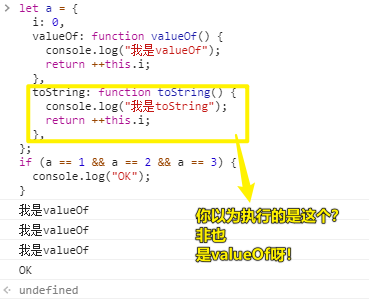 > let a = {
i: 0,
valueOf: function valueOf() {
console.log("我是valueOf");
return ++this.i;
},
toString: function toString() {
console.log("我是toString");
return ++this.i;
},
};
if (a == 1 && a == 2 && a == 3) {
console.log("OK");
}
我是valueOf
我是valueOf
我是valueOf
OK
你以为执行的是这个?
非也
是valueOf呀!
< undefined